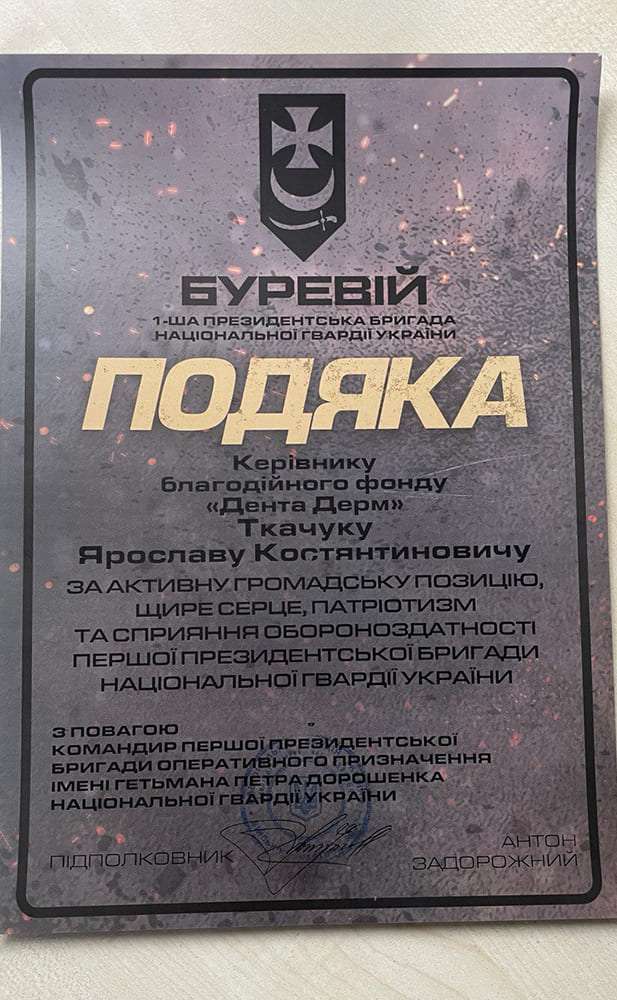 БУРЕВІЙ
1-ША ПРЕЗИДЕНТСЬКА БРИГАДА
НАЦІОНАЛЬНОЇ ГВАРДІЇ УКРАЇНИ
ПОДЯКА
Керівнику
благодійного фонду
«Дента Дерм»
Ткачуку
Ярославу Костянтиновичу
ЗА АКТИВНУ ГРОМАДСЬКУ ПОЗИЦІЮ,
ЩИРЕ СЕРЦЕ, ПАТРІОТИЗМ
ТА СПРИЯННЯ ОБОРОНОЗДАТНОСТІ
ПЕРШОЇ ПРЕЗИДЕНТСЬКОЇ БРИГАДИ
НАЦІОНАЛЬНОЇ ГВАРДІЇ УКРАЇНИ
З ПОВАГОЮ
КОМАНДИР ПЕРШОЇ ПРЕЗИДЕНТСЬКОЇ
БРИГАДИ ОПЕРАТИВНОГО ПРИЗНАЧЕННЯ
ІМЕНІ ГЕТЬМАНА ПЕТРА ДОРОШЕНКА
НАЦІОНАЛЬНОЇ ГВАРДІЇ УКРАЇНИ
ПІДПОЛКОВНИК
АНТОН
ЗАДОРОЖНИЙ